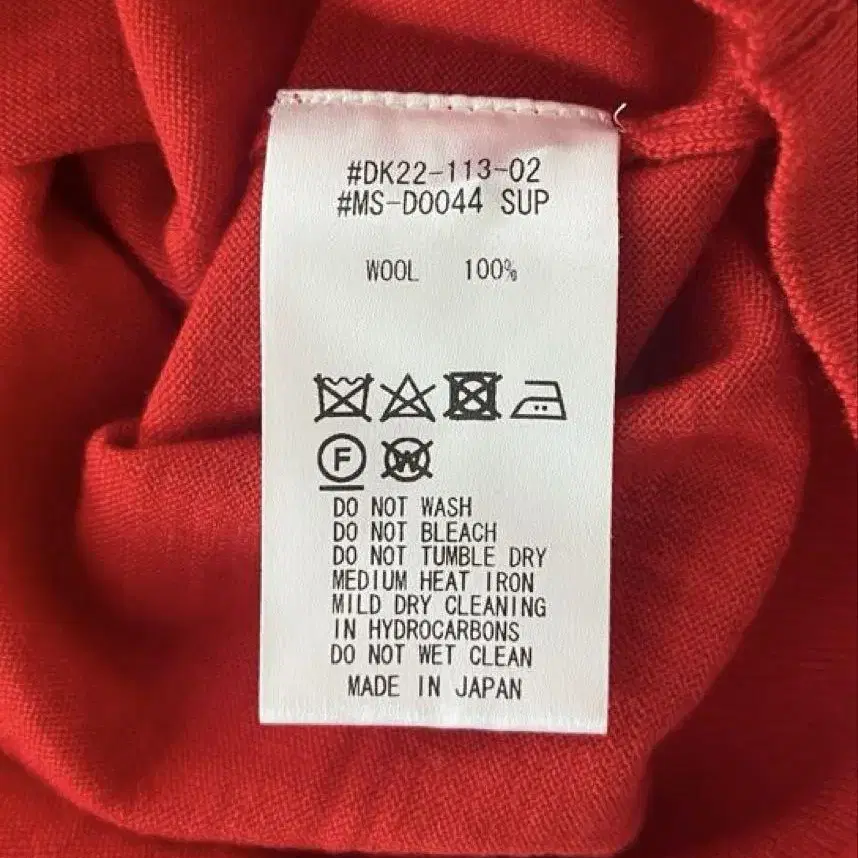 #DK22-113-02
#MS-D0044 SUP
WOOL 100%
F W
DO NOT WASH
DO NOT BLEACH
DO NOT TUMBLE DRY
MEDIUM HEAT IRON
MILD DRY CLEANING
IN HYDROCARBONS
DO NOT WET CLEAN
MADE IN JAPAN